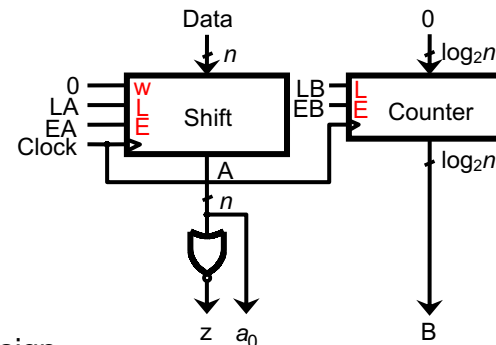 Data 0
n log₂n
0 w LB L
LA L Shift EB E Counter
EA E
Clock
A log₂n
n
z a₀ B